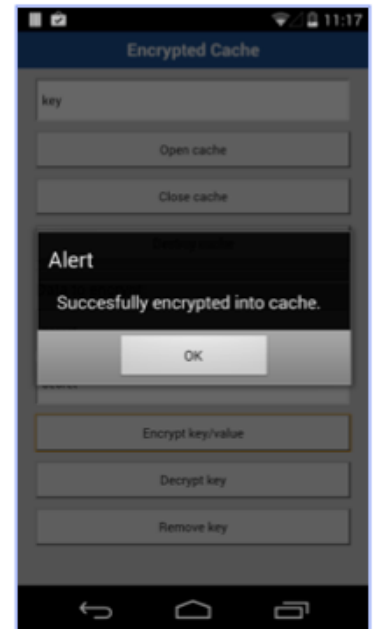 11:17
Encrypted Cache
key
Open cache
Close cache
Alert
Succesfully encrypted into cache.
OK
Encrypt key/value
Decrypt key
Remove key